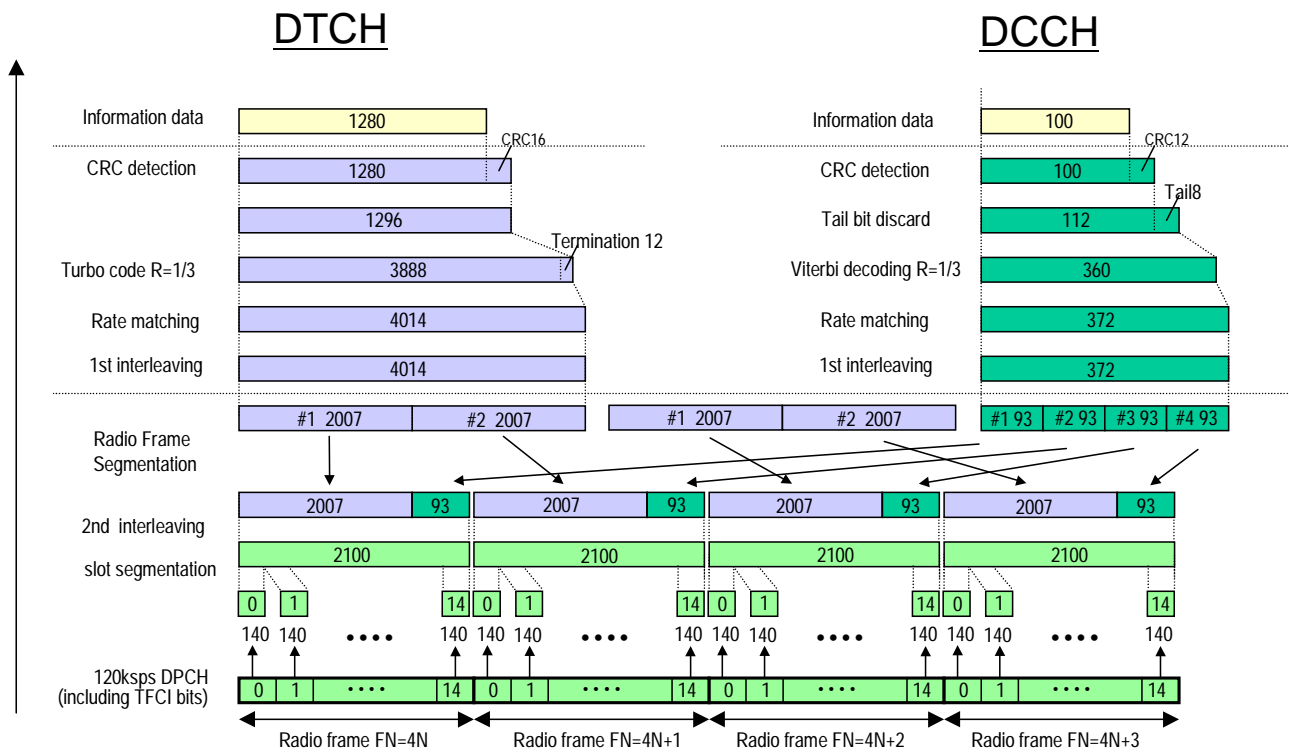 DTCH DCCH
Information data 1280 Information data 100
CRC16 CRC12
CRC detection 1280 CRC detection 100
Tail8
1296 Tail bit discard 112
Termination 12
Turbo code R=1/3 3888 Viterbi decoding R=1/3 360
Rate matching 4014 Rate matching 372
1st interleaving 4014 1st interleaving 372
#1 2007 #2 2007 #1 2007 #2 2007 #1 93 #2 93 #3 93 #4 93
Radio Frame
Segmentation
2007 93 2007 93 2007 93 2007 93
2nd interleaving
2100 2100 2100 2100
slot segmentation
0 1 14 0 1 14 0 1 14 0 1 14
140 140 •••• 140 140 140 •••• 140 140 140 •••• 140 140 140 •••• 140
120ksps DPCH
(including TFCI bits)
0 1 •••• 14 0 1 •••• 14 0 1 •••• 14 0 1 •••• 14
Radio frame FN=4N Radio frame FN=4N+1 Radio frame FN=4N+2 Radio frame FN=4N+3